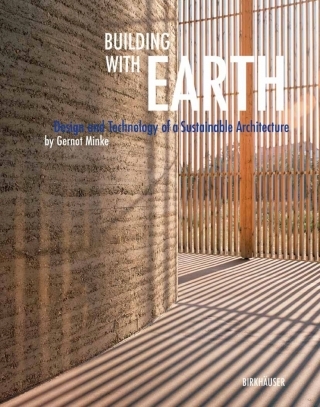 BUILDING
WITH EARTH
Design and Technology of a Sustainable Architecture
by Gernot Minke
BIRKHÄUSER